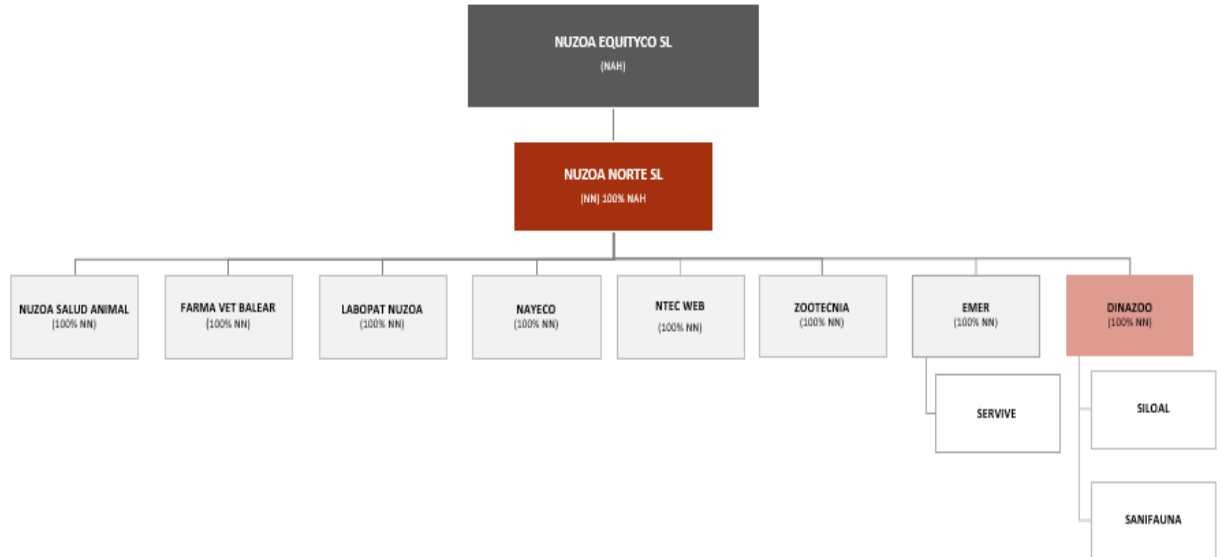 NUZOA EQUITYCO SL
(NAH)
NUZOA NORTE SL
(NN) 100% NAH
NUZOA SALUD ANIMAL
(100% NN)
FARMA VET BALEAR
(100% NN)
LABOPAT NUZOA
(100% NN)
NAYECO
(100% NN)
NTEC WEB
(100% NN)
ZOOTECNIA
(100% NN)
EMER
(100% NN)
DINAZOO
(100% NN)
SERVIVE
SILOAL
SANIFAUNA